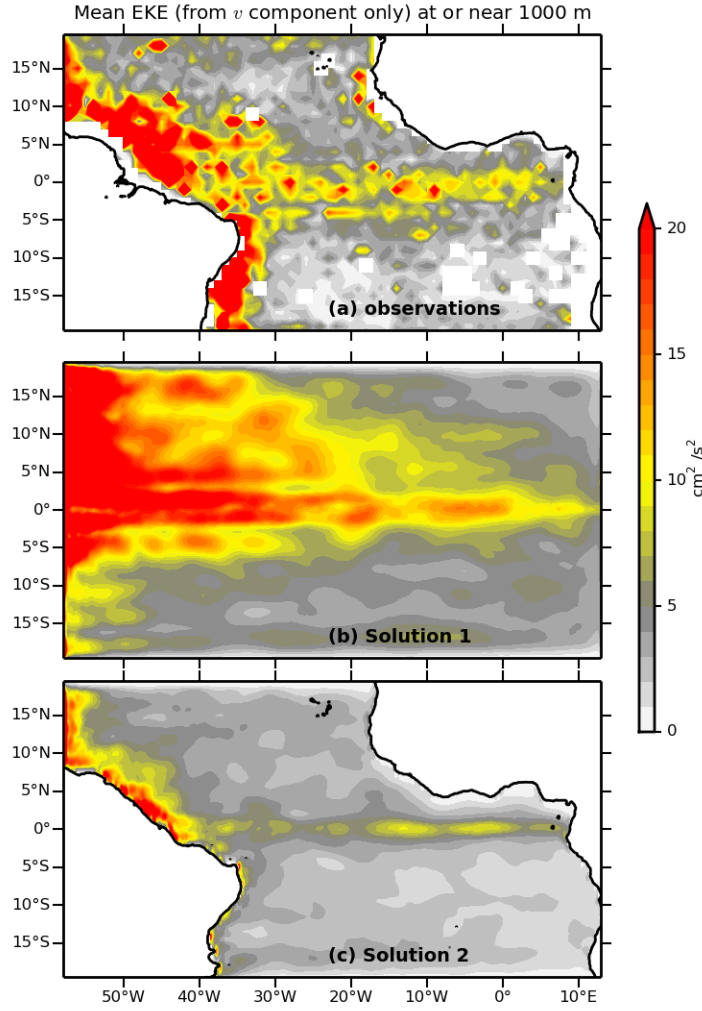 Mean EKE (from v component only) at or near 1000 m
15°N
10°N
5°N
0°
5°S
10°S
15°S
(a) observations
15°N
10°N
5°N
0°
5°S
10°S
15°S
(b) Solution 1
15°N
10°N
5°N
0°
5°S
10°S
15°S
(c) Solution 2
50°W 40°W 30°W 20°W 10°W 0° 10°E
20
15
10
5
0
cm² /s²